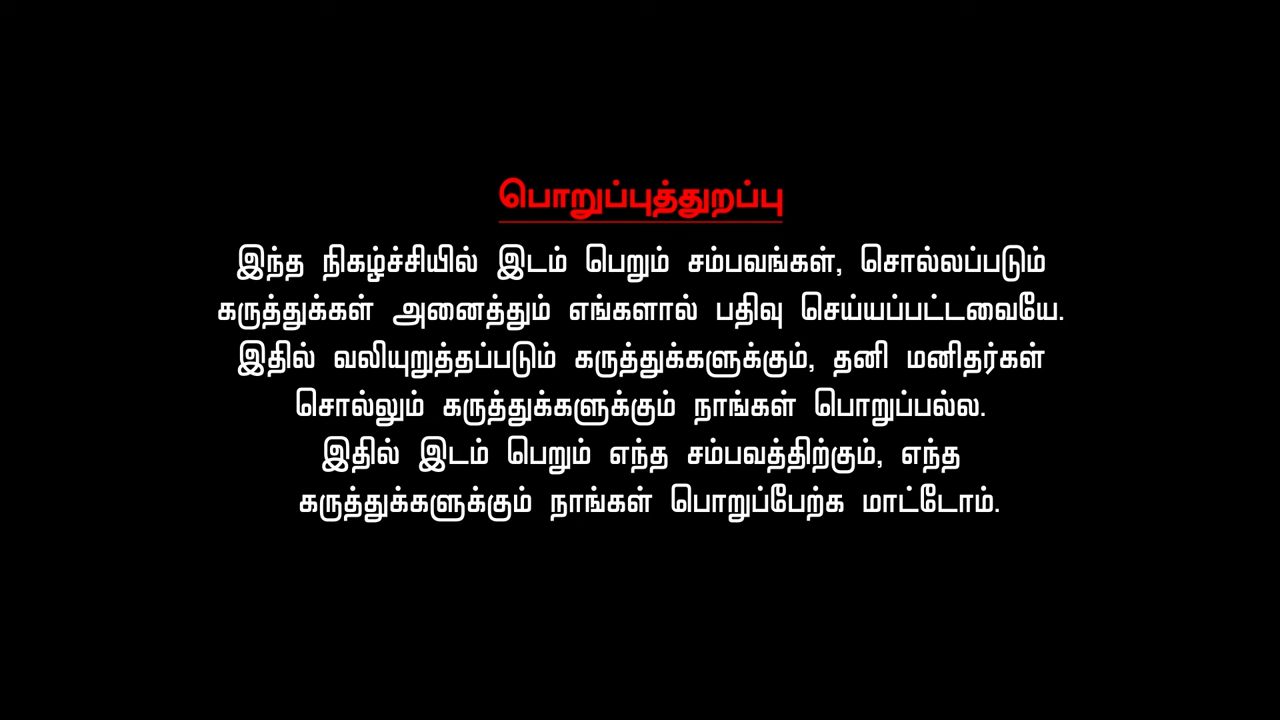 பொறுப்புத்துறப்பு
இந்த நிகழ்ச்சியில் இடம் பெறும் சம்பவங்கள், சொல்லப்படும்
கருத்துக்கள் அனைத்தும் எங்களால் பதிவு செய்யப்பட்டவையே.
இதில் வலியுறுத்தப்படும் கருத்துக்களுக்கும், தனி மனிதர்கள்
சொல்லும் கருத்துக்களுக்கும் நாங்கள் பொறுப்பல்ல.
இதில் இடம் பெறும் எந்த சம்பவத்திற்கும், எந்த
கருத்துக்களுக்கும் நாங்கள் பொறுப்பேற்க மாட்டோம்.